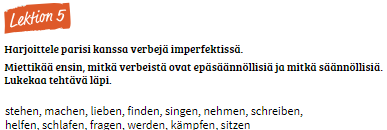 Lektion 5
Harjoittele parisi kanssa verbejä imperfektissä.
Miettikää ensin, mitkä verbeistä ovat epäsäännöllisiä ja mitkä säännöllisiä.
Lukekaa tehtävä läpi.
stehen, machen, lieben, finden, singen, nehmen, schreiben,
helfen, schlafen, fragen, werden, kämpfen, sitzen